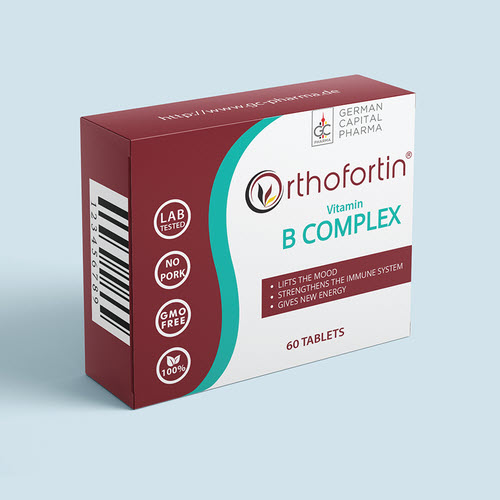 http://www.gc-pharma.de
GC
PHARMA
GERMAN
CAPITAL
PHARMA
Orthofortin®
Vitamin
B COMPLEX
• LIFTS THE MOOD
• STRENGTHENS THE IMMUNE SYSTEM
• GIVES NEW ENERGY
60 TABLETS
LAB
TESTED
NO
PORK
GMO
FREE
100%
123456789